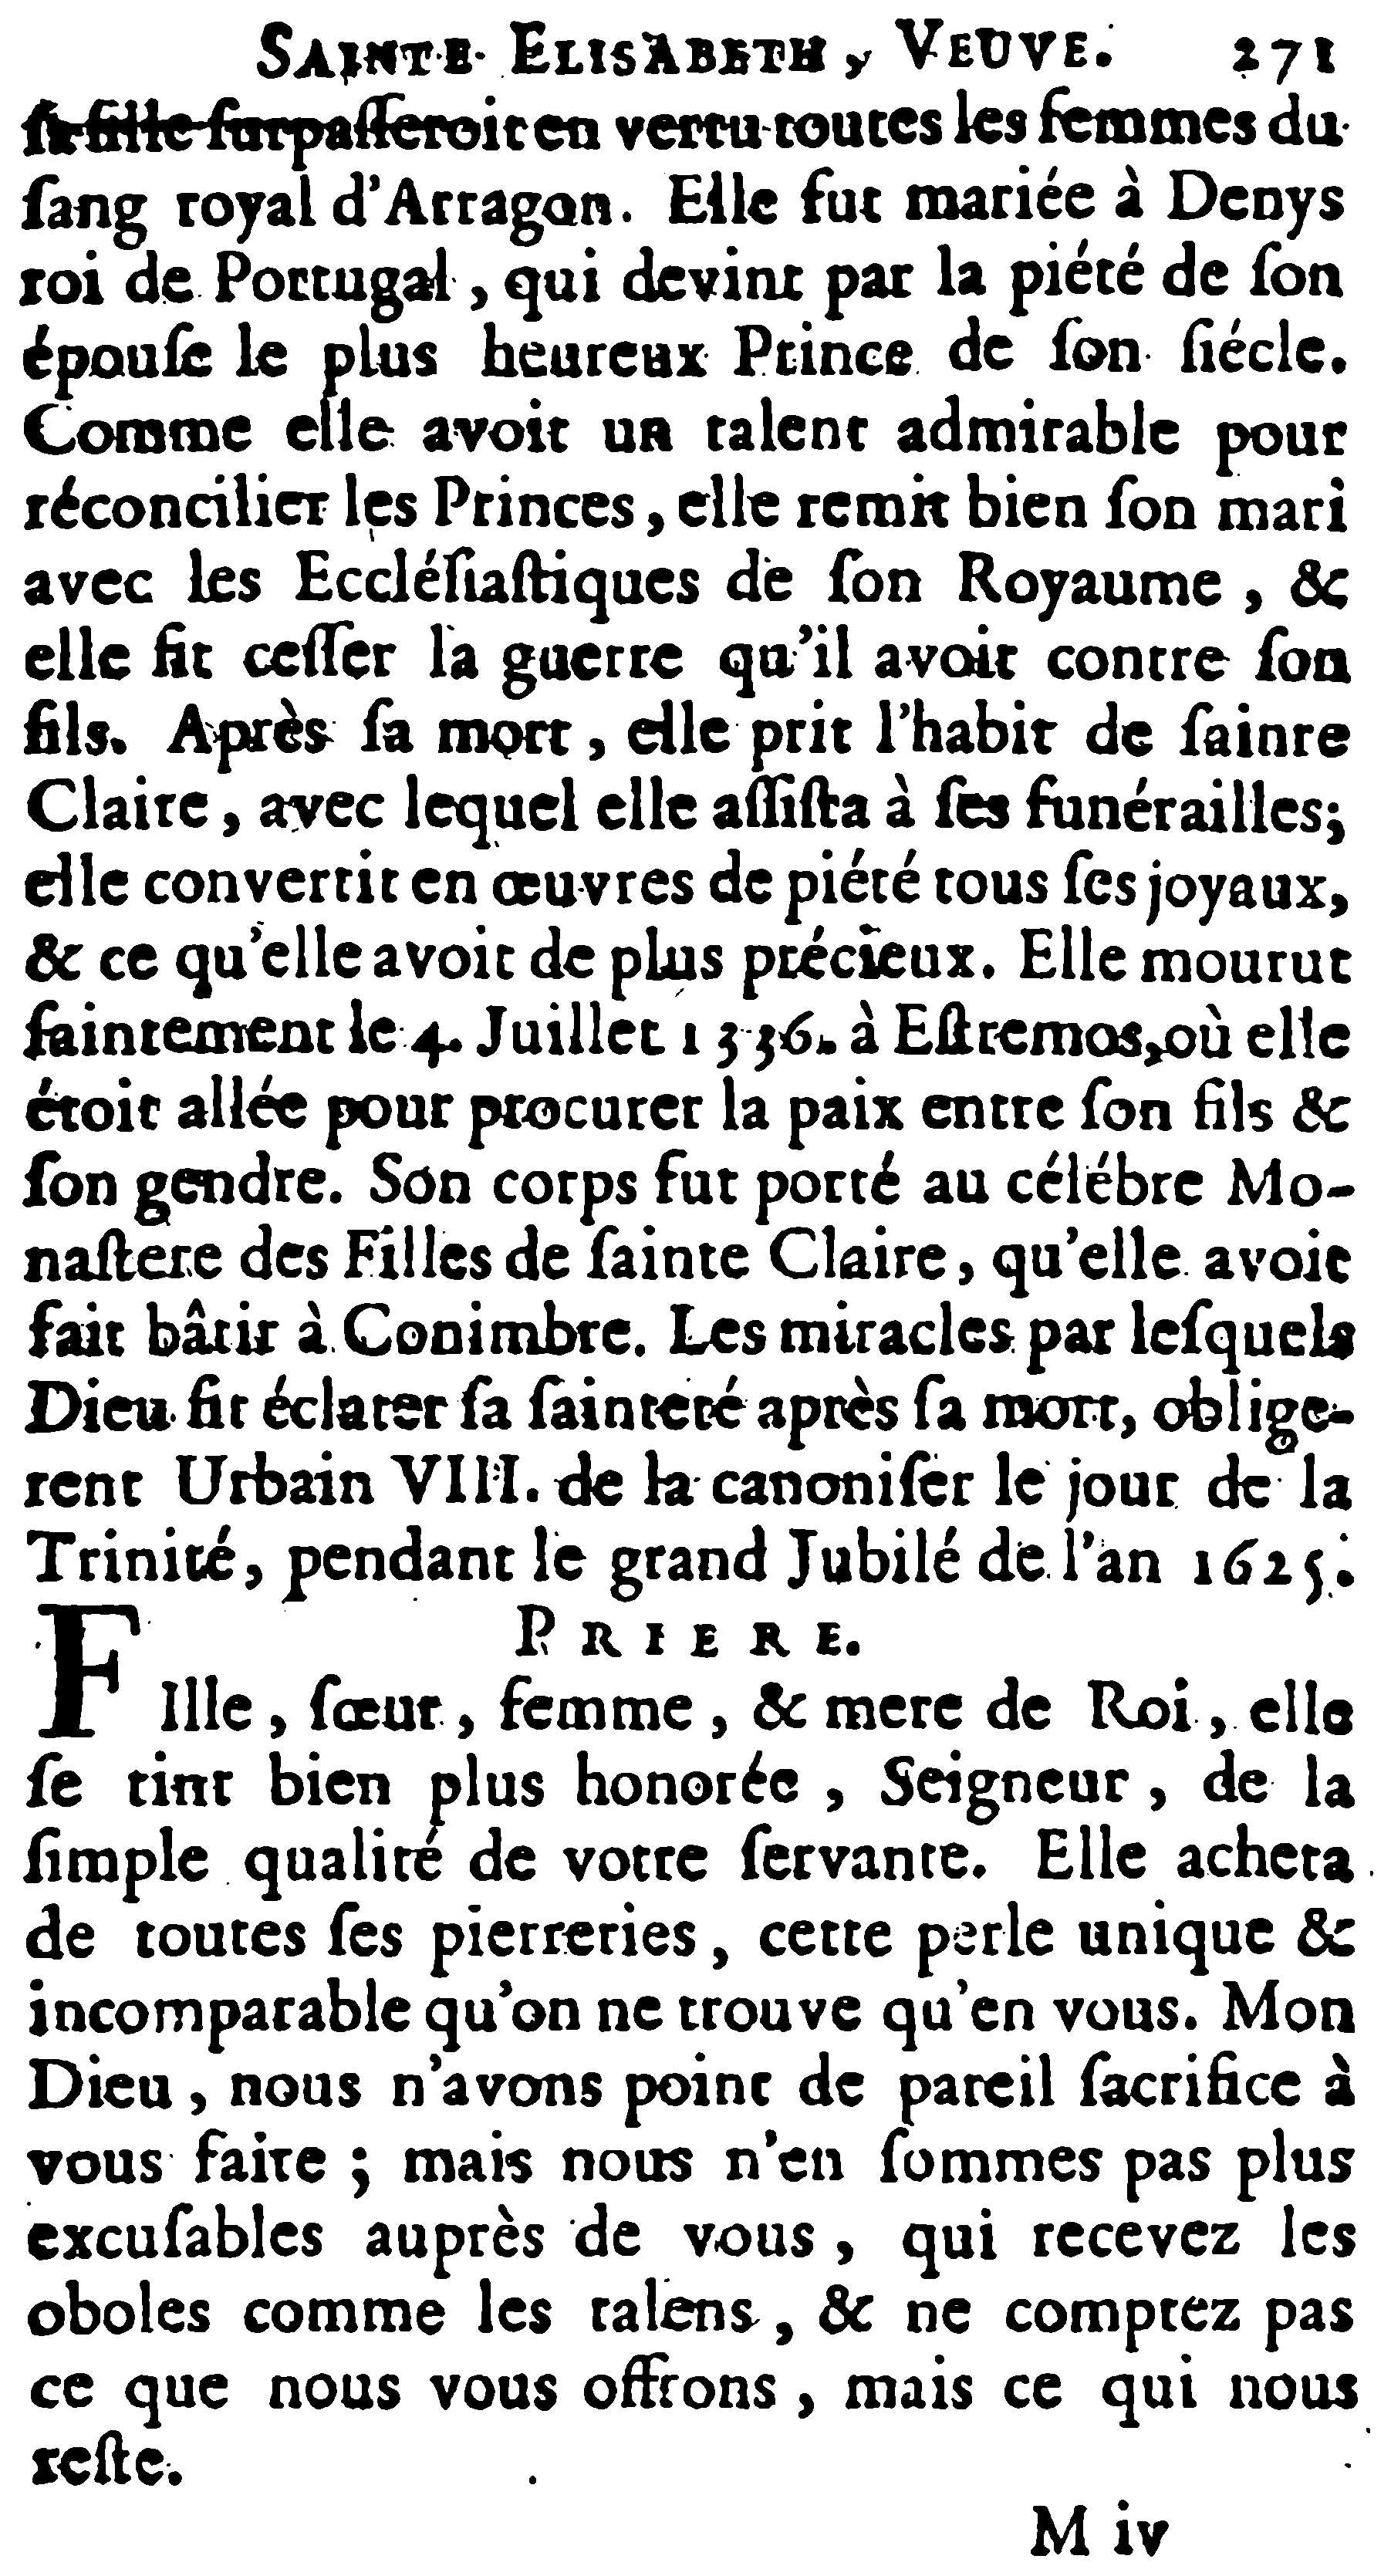 SAINTE ELISABETH, VEUVE. 271
ſa fille ſurpaſſeroit en vertu toutes les femmes du
ſang royal d'Arragon. Elle fut mariée à Denys
roi de Portugal, qui devint par la piété de ſon
épouſe le plus heureux Prince de ſon ſiécle.
Comme elle avoit un talent admirable pour
réconcilier les Princes, elle remit bien ſon mari
avec les Eccléſiaſtiques de ſon Royaume, &
elle fit ceſſer la guerre qu'il avoit contre ſon
fils. Après ſa mort, elle prit l'habit de ſainte
Claire, avec lequel elle aſſiſta à ſes funérailles;
elle convertit en œuvres de piété tous ſes joyaux,
& ce qu'elle avoit de plus précieux. Elle mourut
ſaintement le 4. Juillet 1336. à Eſtremos, où elle
étoit allée pour procurer la paix entre ſon fils &
ſon gendre. Son corps fut porté au célébre Mo-
naſtere des Filles de ſainte Claire, qu'elle avoit
fait bâtir à Conimbre. Les miracles par leſquels
Dieu fit éclater ſa ſainteté après ſa mort, oblige-
rent Urbain VIII. de la canoniſer le jour de la
Trinité, pendant le grand Jubilé de l'an 1625.
PRIERE.
FIlle, ſœur, femme, & mere de Roi, elle
ſe tint bien plus honorée, Seigneur, de la
ſimple qualité de votre ſervante. Elle acheta
de toutes ſes pierreries, cette perle unique &
incomparable qu'on ne trouve qu'en vous. Mon
Dieu, nous n'avons point de pareil ſacrifice à
vous faire; mais nous n'en ſommes pas plus
excuſables auprès de vous, qui recevez les
oboles comme les talens, & ne comptez pas
ce que nous vous offrons, mais ce qui nous
reſte.
M iv